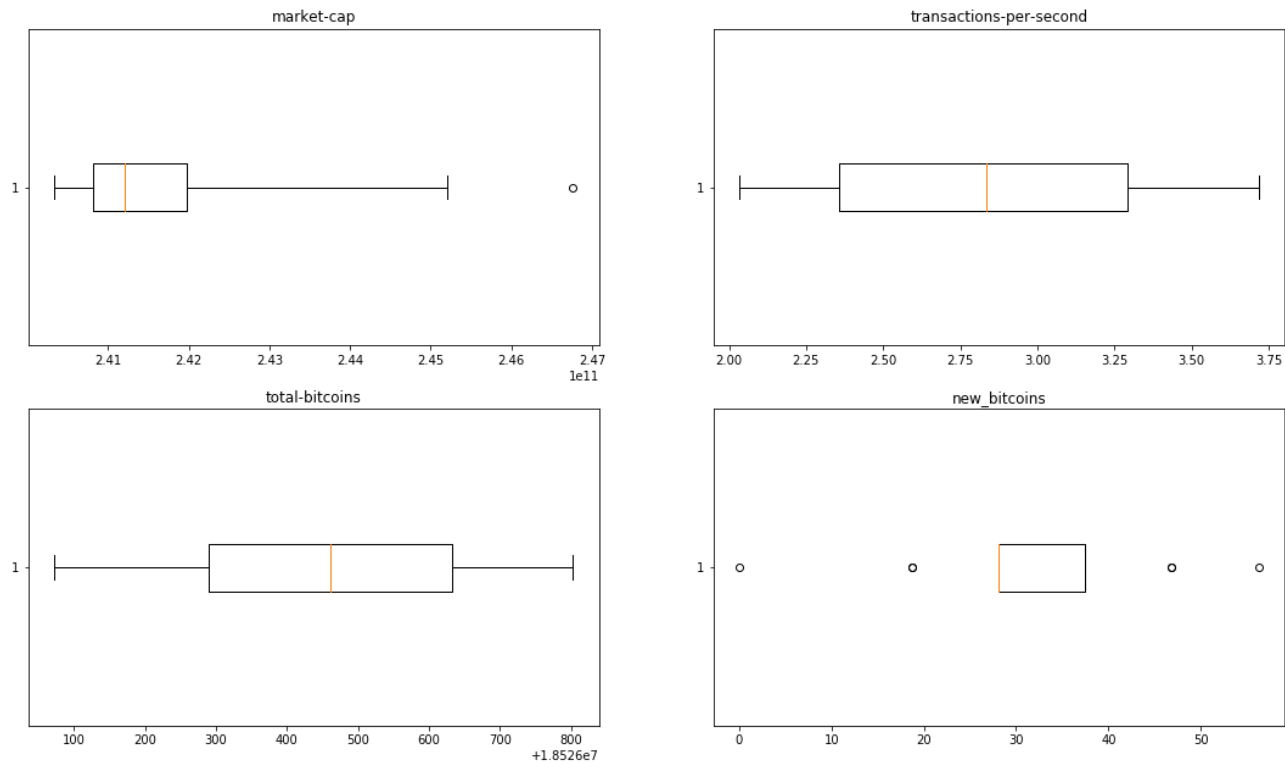 market-cap
1
2.41 2.42 2.43 2.44 2.45 2.46 2.47
1e11
transactions-per-second
1
2.00 2.25 2.50 2.75 3.00 3.25 3.50 3.75
total-bitcoins
1
100 200 300 400 500 600 700 800
+1.8526e7
new_bitcoins
1
0 10 20 30 40 50